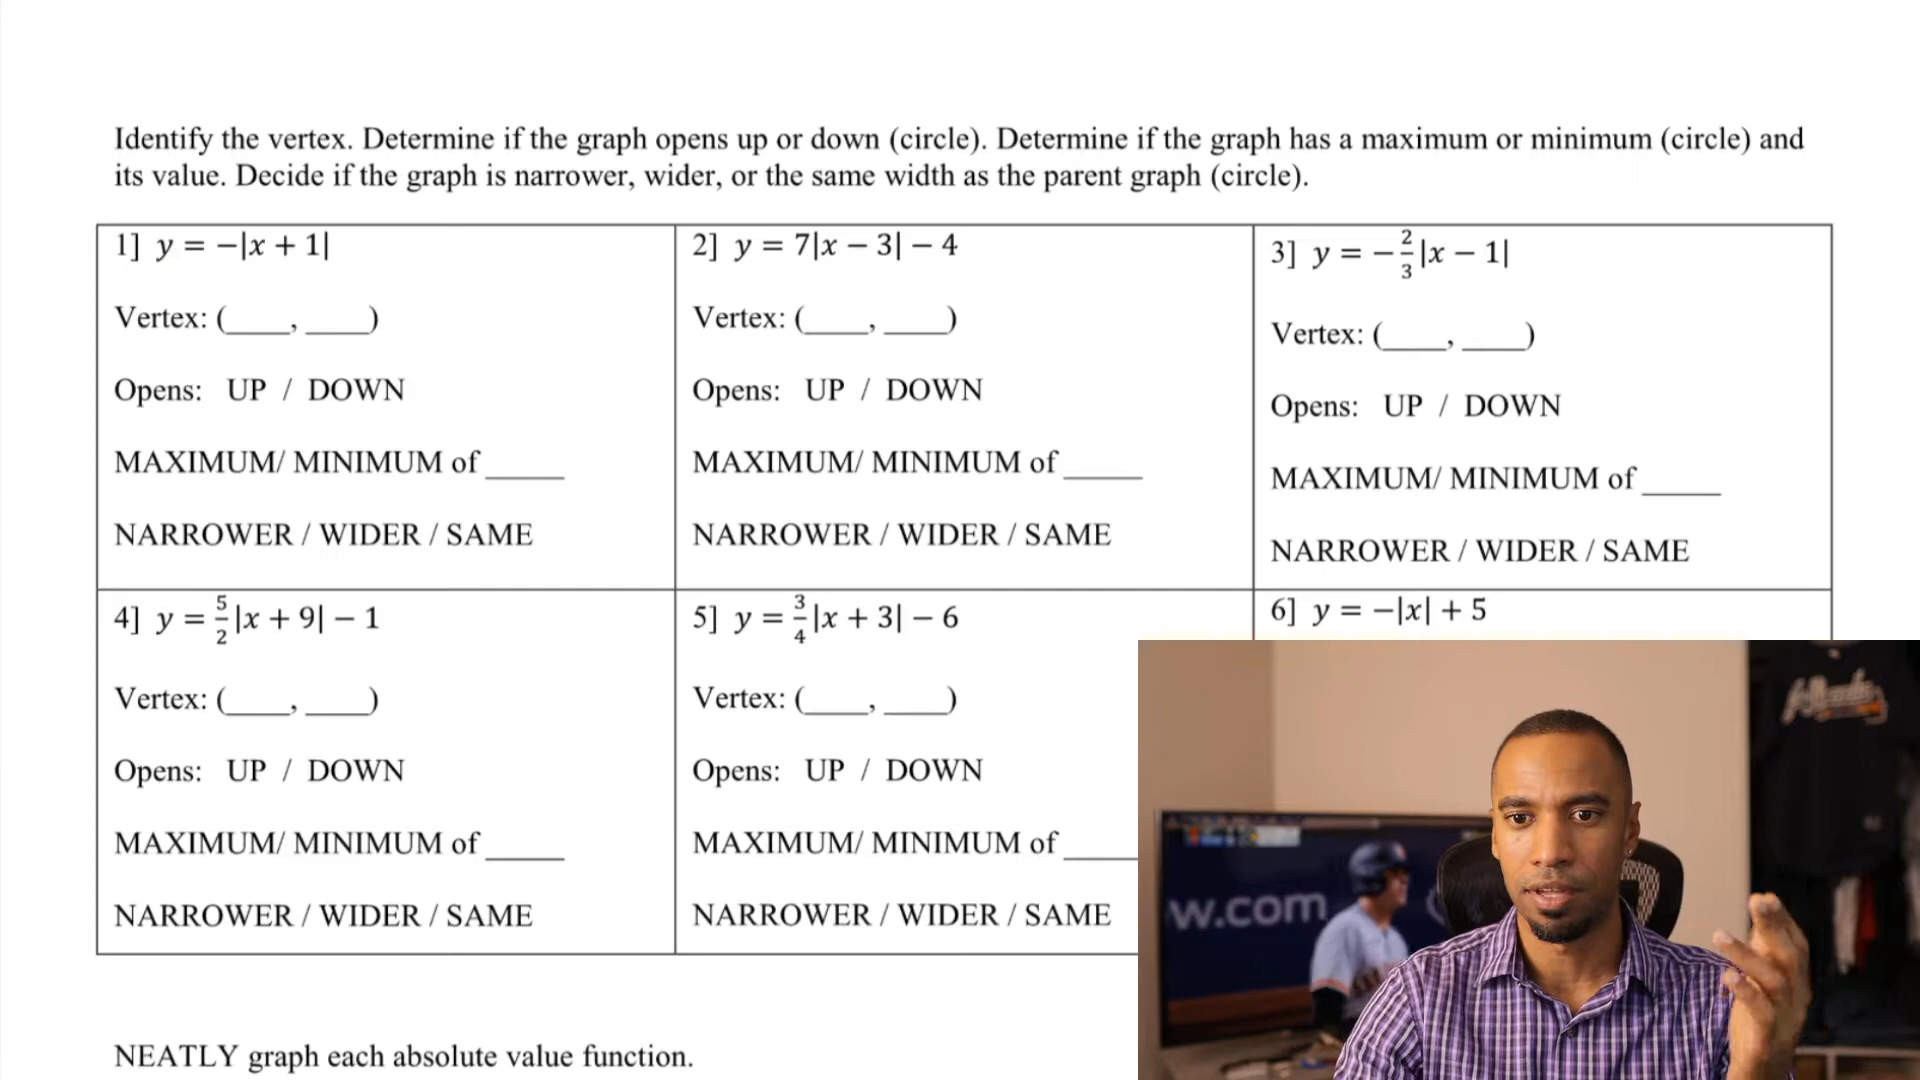 Identify the vertex. Determine if the graph opens up or down (circle). Determine if the graph has a maximum or minimum (circle) and
its value. Decide if the graph is narrower, wider, or the same width as the parent graph (circle).
1] y = −|x + 1|
Vertex: (____, ____)
Opens: UP / DOWN
MAXIMUM/ MINIMUM of _____
NARROWER / WIDER / SAME
2] y = 7|x − 3| − 4
Vertex: (____, ____)
Opens: UP / DOWN
MAXIMUM/ MINIMUM of _____
NARROWER / WIDER / SAME
3] y = −2/3|x − 1|
Vertex: (____, ____)
Opens: UP / DOWN
MAXIMUM/ MINIMUM of _____
NARROWER / WIDER / SAME
4] y = 5/2|x + 9| − 1
Vertex: (____, ____)
Opens: UP / DOWN
MAXIMUM/ MINIMUM of _____
NARROWER / WIDER / SAME
5] y = 3/4|x + 3| − 6
Vertex: (____, ____)
Opens: UP / DOWN
MAXIMUM/ MINIMUM of _____
NARROWER / WIDER / SAME
6] y = −|x| + 5
w.com
NEATLY graph each absolute value function.